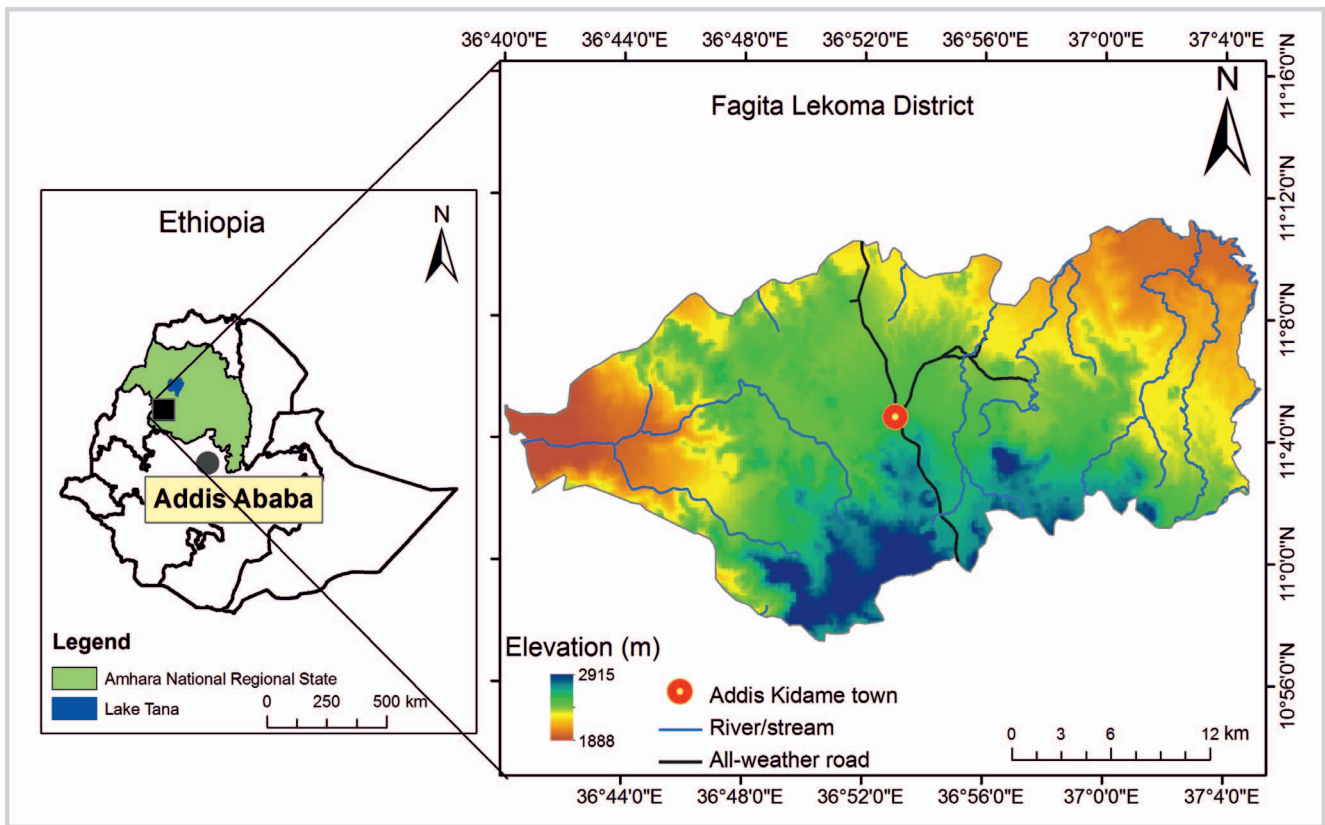 36°40'0"E 36°44'0"E 36°48'0"E 36°52'0"E 36°56'0"E 37°0'0"E 37°4'0"E
Fagita Lekoma District
N
11°16'0"N
11°12'0"N
11°8'0"N
11°4'0"N
11°0'0"N
10°56'0"N
Ethiopia
N
Addis Ababa
Legend
Amhara National Regional State
Lake Tana
0 250 500 km
Elevation (m)
2915
1888
Addis Kidame town
River/stream
All-weather road
0 3 6 12 km
36°44'0"E 36°48'0"E 36°52'0"E 36°56'0"E 37°0'0"E 37°4'0"E